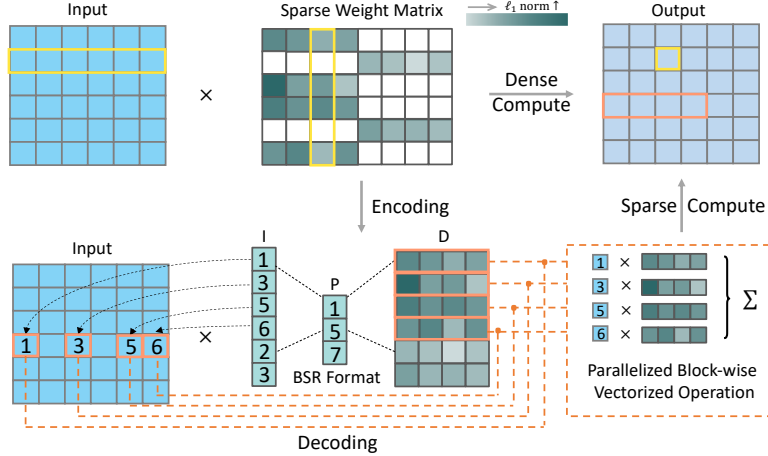 Input
Sparse Weight Matrix
ℓ₁ norm ↑
Output
×
Dense
Compute
Encoding
Sparse Compute
Input
I
P
D
1
3
5
6
2
3
1
5
7
BSR Format
1 3 5 6
×
1 ×
3 ×
5 ×
6 ×
}
Σ
Parallelized Block-wise
Vectorized Operation
Decoding